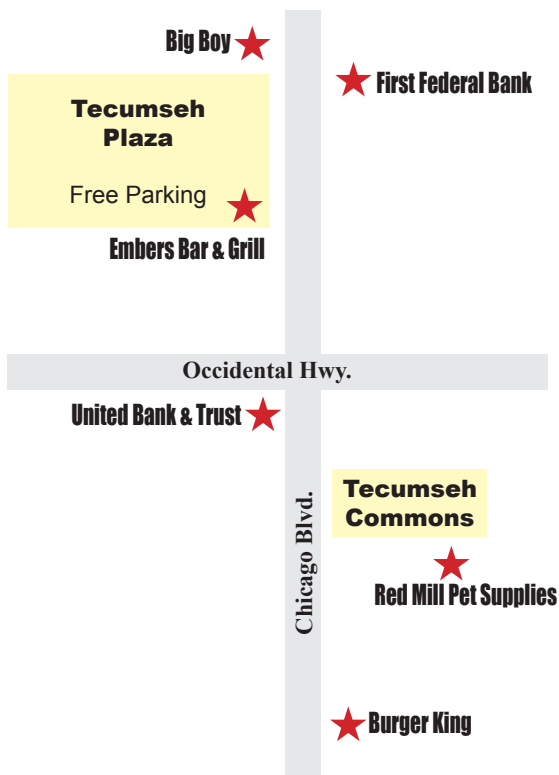 Big Boy
First Federal Bank
Tecumseh
Plaza
Free Parking
Embers Bar & Grill
Occidental Hwy.
United Bank & Trust
Tecumseh
Commons
Chicago Blvd.
Red Mill Pet Supplies
Burger King